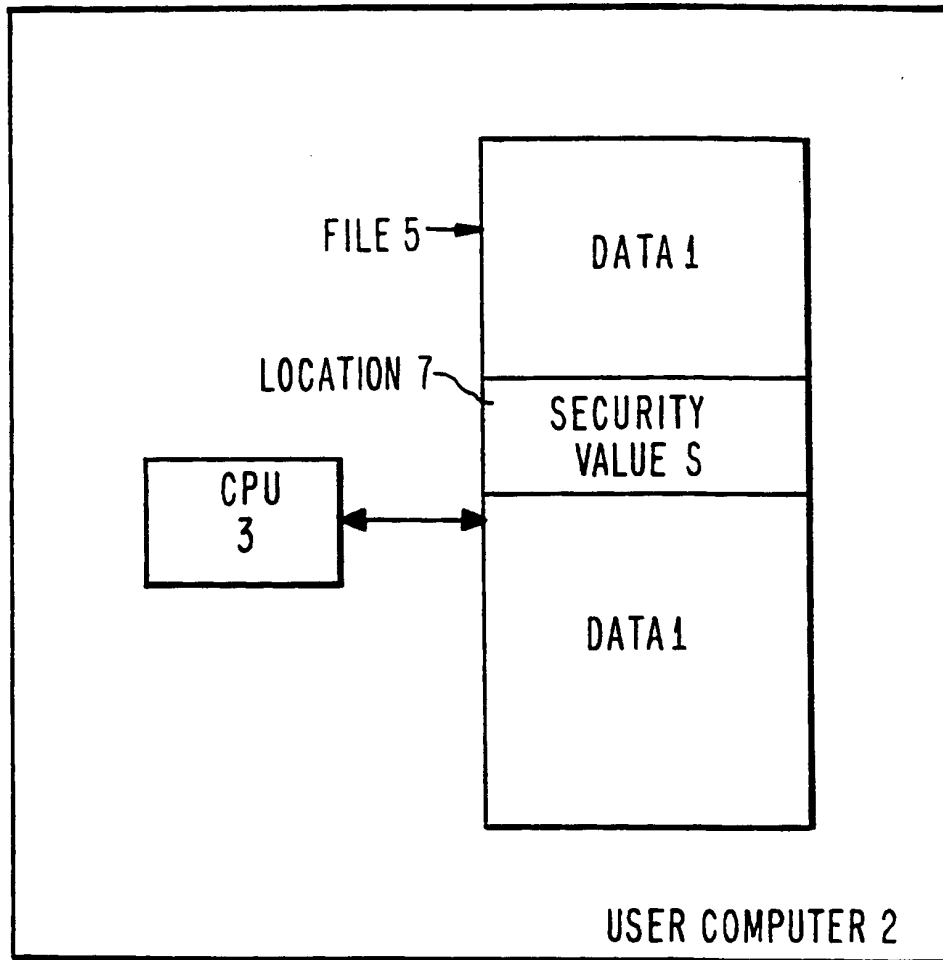 FILE 5
DATA 1
LOCATION 7
SECURITY
VALUE S
CPU
3
DATA 1
USER COMPUTER 2